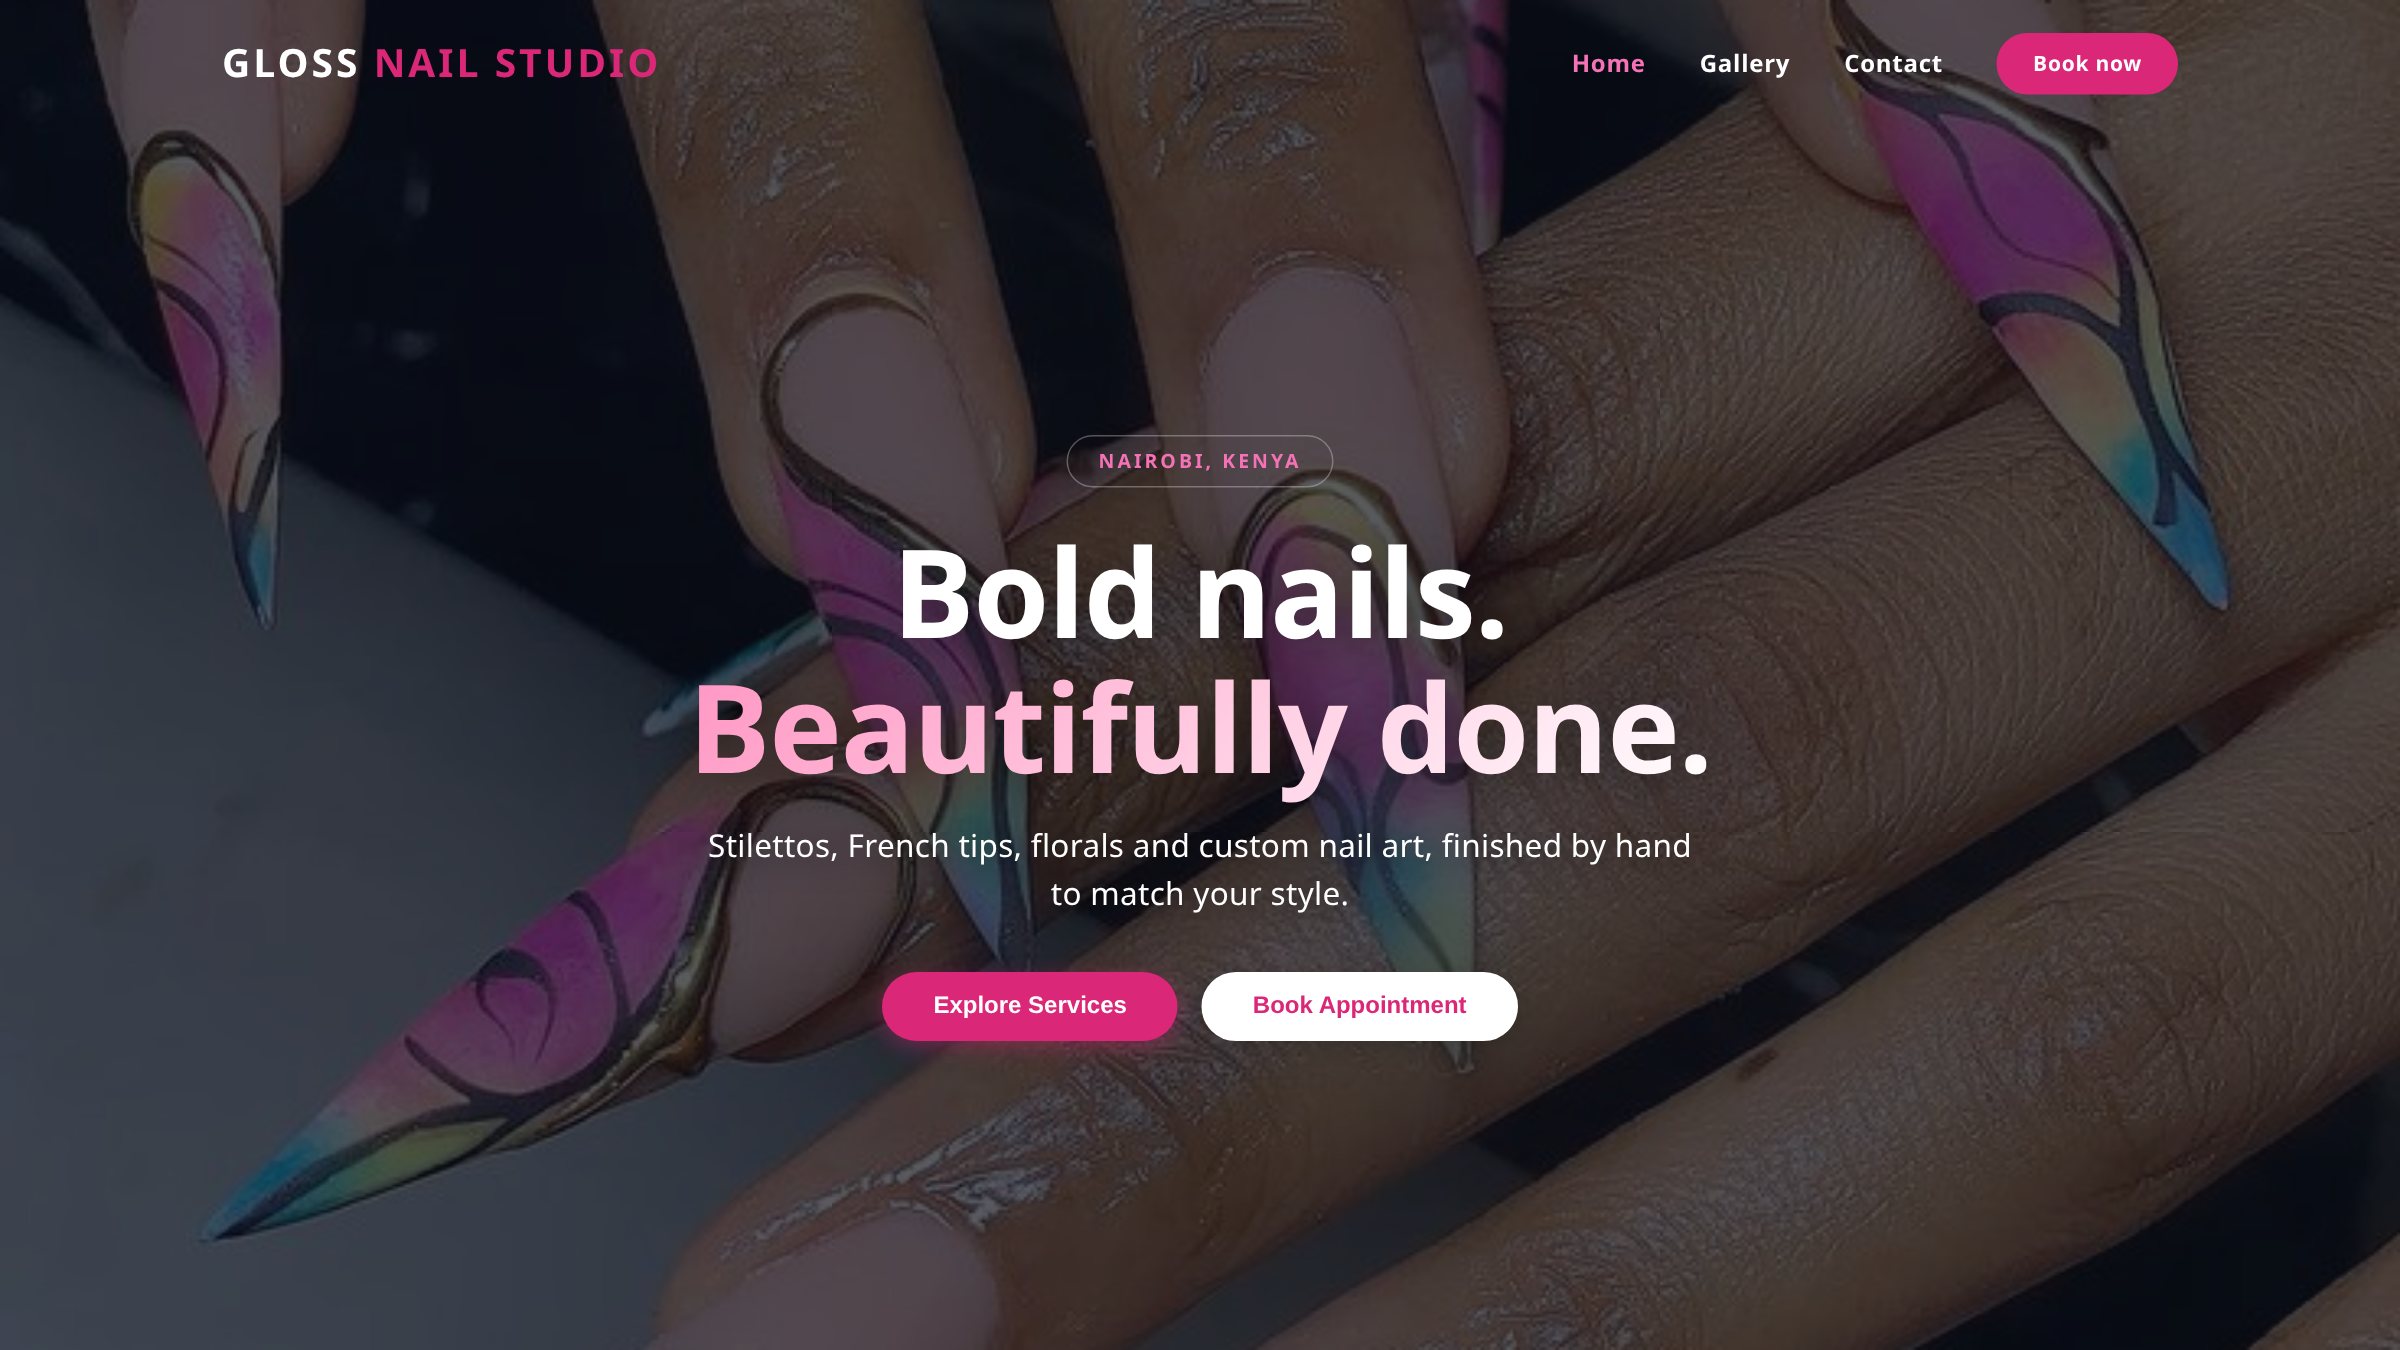 GLOSS NAIL STUDIO
Home
Gallery
Contact
Book now
NAIROBI, KENYA
Bold nails.
Beautifully done.
Stilettos, French tips, florals and custom nail art, finished by hand
to match your style.
Explore Services
Book Appointment